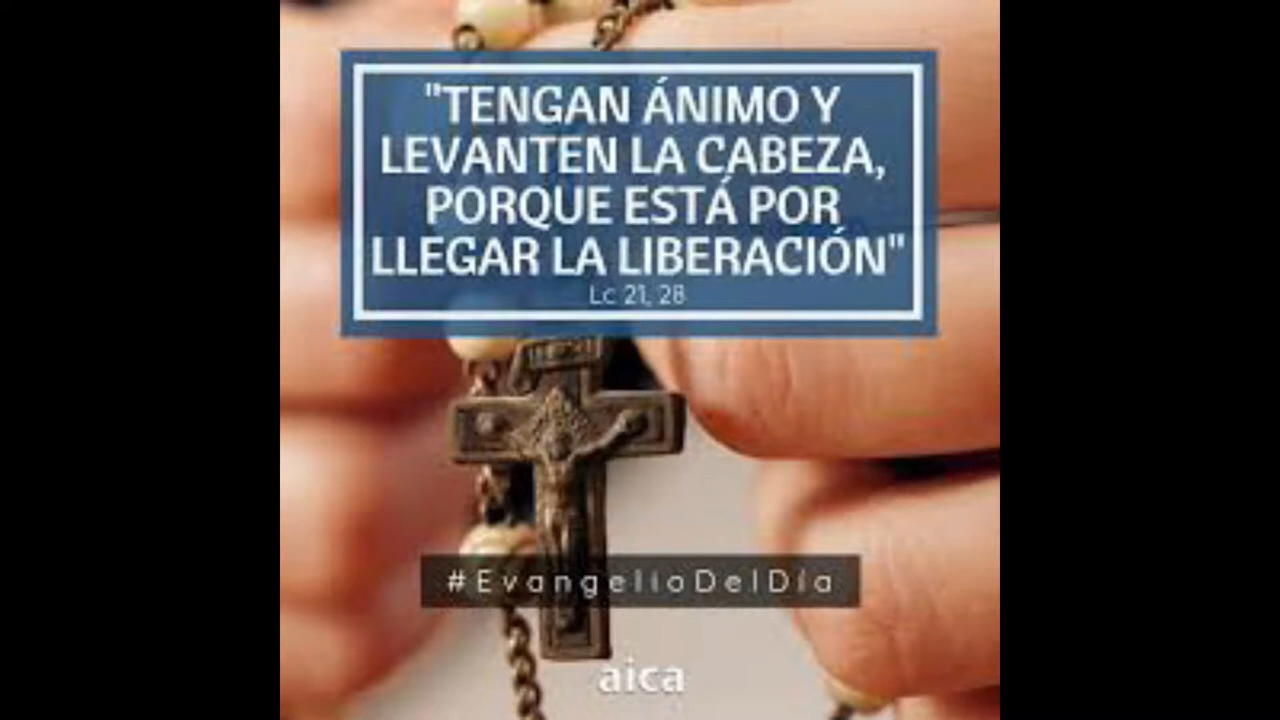 "TENGAN ÁNIMO Y
LEVANTEN LA CABEZA,
PORQUE ESTÁ POR
LLEGAR LA LIBERACIÓN"
Lc 21, 28
#EvangelioDelDía
aica